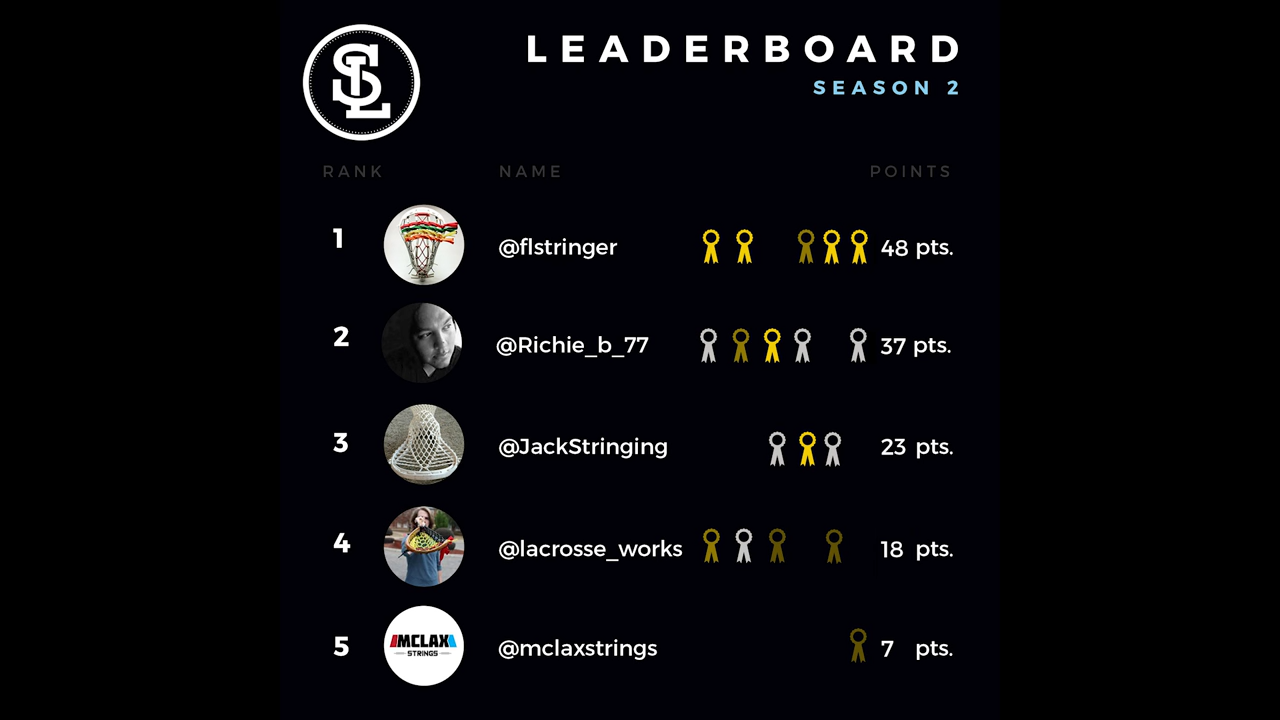 SL
LEADERBOARD
SEASON 2
RANK NAME POINTS
1 @flstringer 48 pts.
2 @Richie_b_77 37 pts.
3 @JackStringing 23 pts.
4 @lacrosse_works 18 pts.
5 MCLAX STRINGS @mclaxstrings 7 pts.